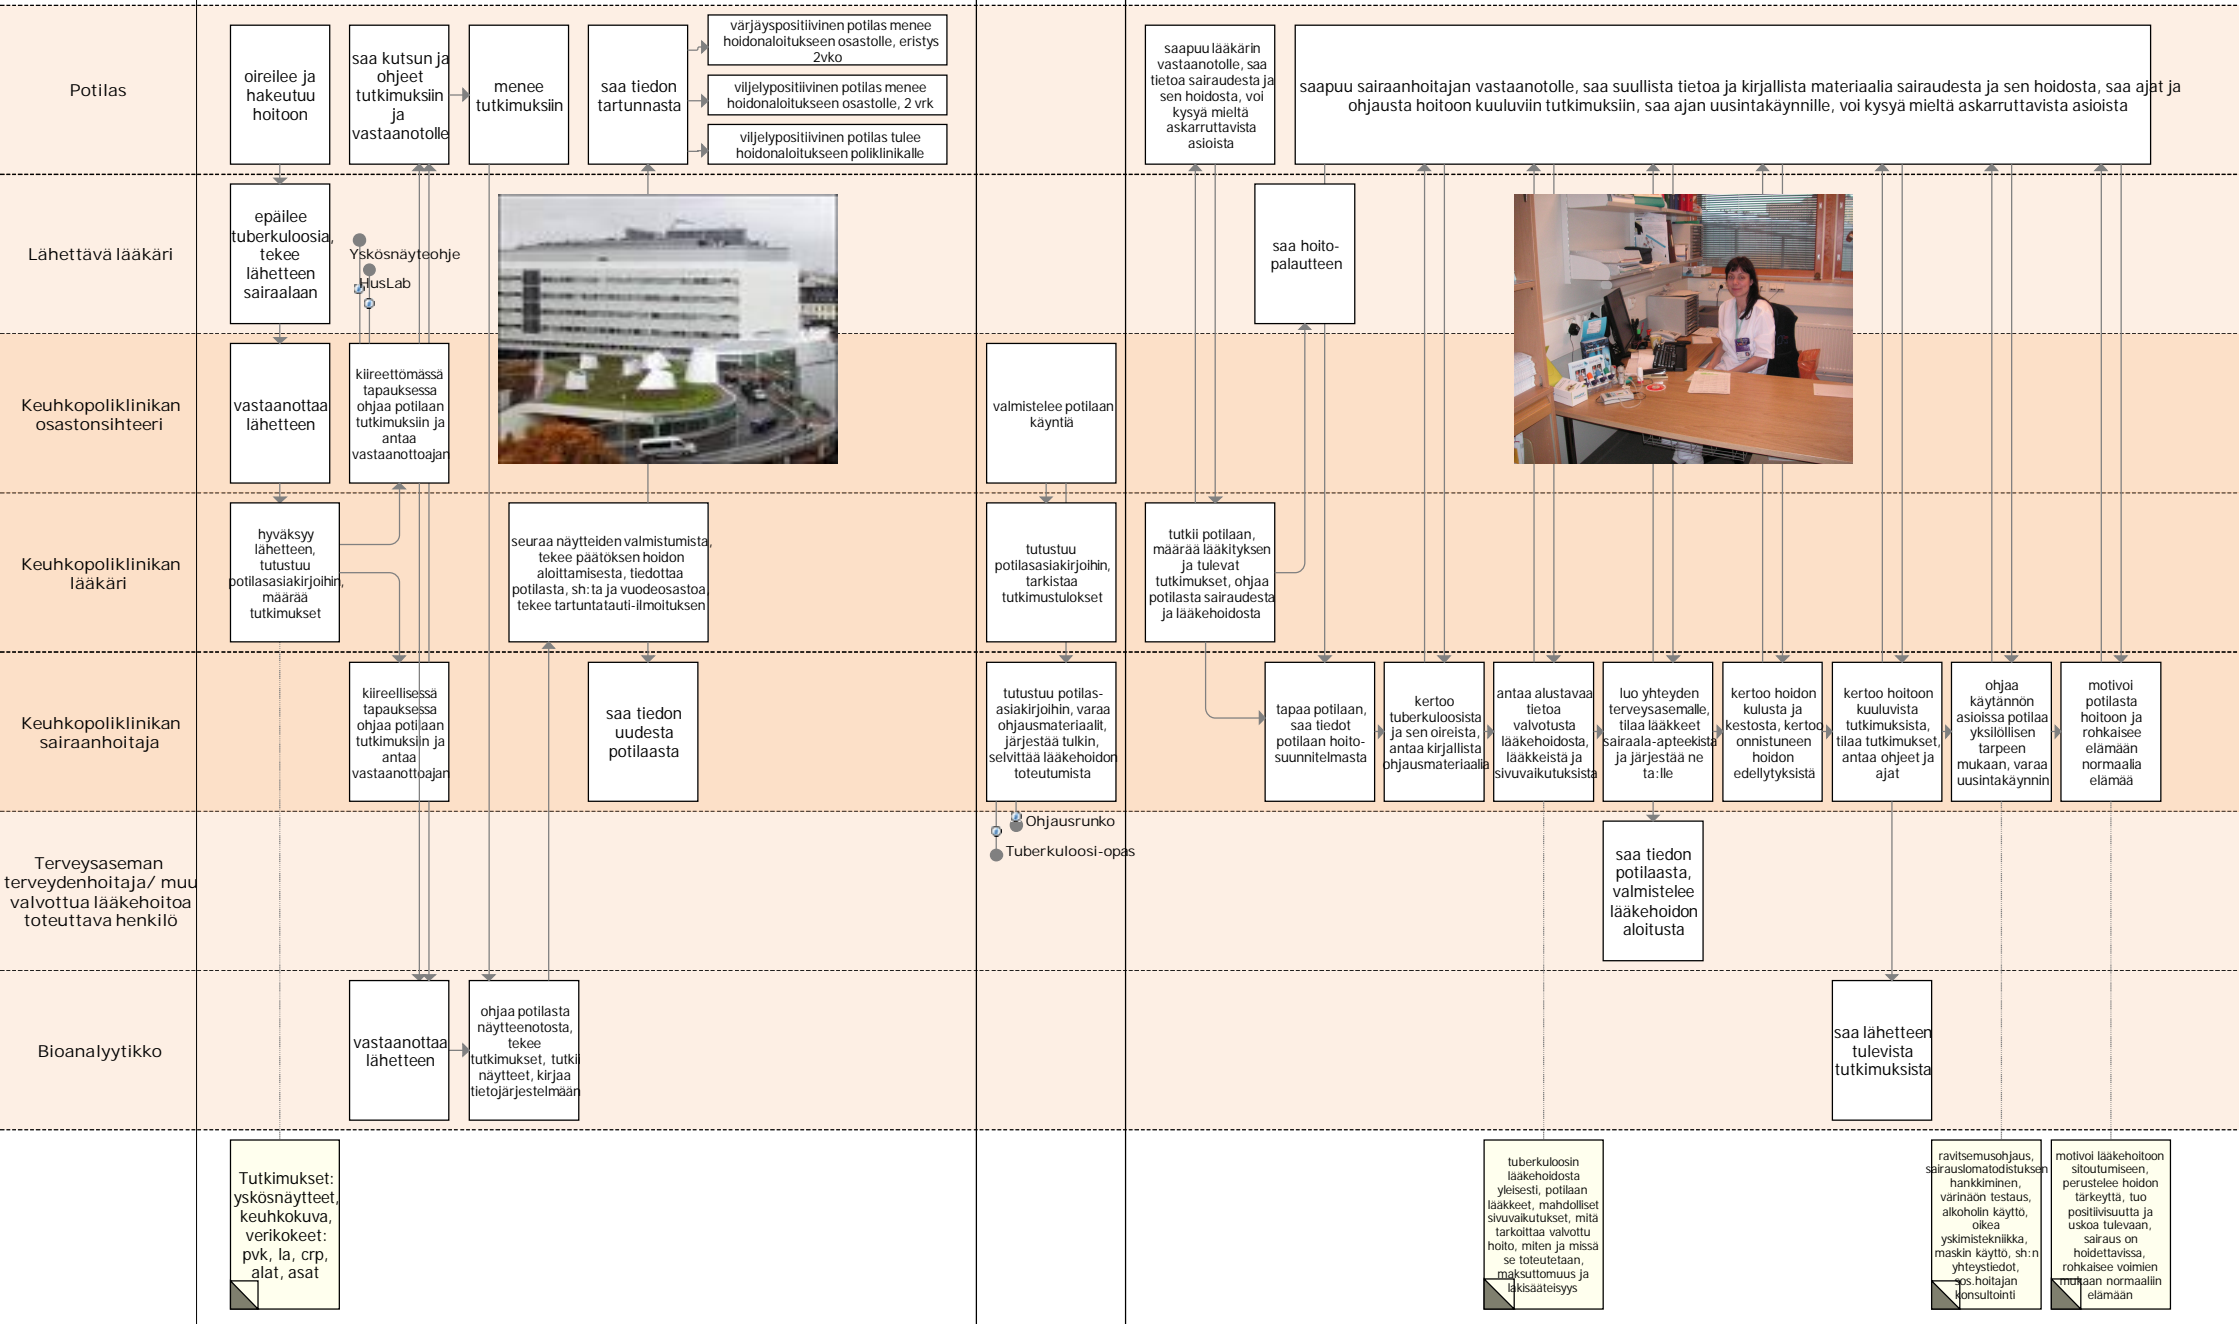 Potilas
oireilee ja
hakeutuu
hoitoon
saa kutsun ja
ohjeet
tutkimuksiin
ja
vastaanotolle
menee
tutkimuksiin
saa tiedon
tartunnasta
värjäyspositiivinen potilas menee
hoidonaloitukseen osastolle, eristys
2vko
viljelypositiivinen potilas menee
hoidonaloitukseen osastolle, 2 vrk
viljelypositiivinen potilas tulee
hoidonaloitukseen poliklinikalle
saapuu lääkärin
vastaanotolle, saa
tietoa sairaudesta ja
sen hoidosta, voi
kysyä mieltä
askarruttavista
asioista
saapuu sairaanhoitajan vastaanotolle, saa suullista tietoa ja kirjallista materiaalia sairaudesta ja sen hoidosta, saa ajat ja
ohjausta hoitoon kuuluviin tutkimuksiin, saa ajan uusintakäynnille, voi kysyä mieltä askarruttavista asioista
Lähettävä lääkäri
epäilee
tuberkuloosia,
tekee
lähetteen
sairaalaan
Yskösnäyteohje
HusLab
saa hoito-
palautteen
Keuhkopoliklinikan
osastonsihteeri
vastaanottaa
lähetteen
kiireettömässä
tapauksessa
ohjaa potilaan
tutkimuksiin ja
antaa
vastaanottoajan
valmistelee potilaan
käyntiä
Keuhkopoliklinikan
lääkäri
hyväksyy
lähetteen,
tutustuu
potilasasiakirjoihin,
määrää
tutkimukset
seuraa näytteiden valmistumista,
tekee päätöksen hoidon
aloittamisesta, tiedottaa
potilasta, sh:ta ja vuodeosastoa,
tekee tartuntatauti-ilmoituksen
tutustuu
potilasasiakirjoihin,
tarkistaa
tutkimustulokset
tutkii potilaan,
määrää lääkityksen
ja tulevat
tutkimukset, ohjaa
potilasta sairaudesta
ja lääkehoidosta
Keuhkopoliklinikan
sairaanhoitaja
kiireellisessä
tapauksessa
ohjaa potilaan
tutkimuksiin ja
antaa
vastaanottoajan
saa tiedon
uudesta
potilaasta
tutustuu potilas-
asiakirjoihin, varaa
ohjausmateriaalit,
järjestää tulkin,
selvittää lääkehoidon
toteutumista
tapaa potilaan,
saa tiedot
potilaan hoito-
suunnitelmasta
kertoo
tuberkuloosista
ja sen oireista,
antaa kirjallista
ohjausmateriaalia
antaa alustavaa
tietoa
valvotusta
lääkehoidosta,
lääkkeistä ja
sivuvaikutuksista
luo yhteyden
terveysasemalle,
tilaa lääkkeet
sairaala-apteekista
ja järjestää ne
ta:lle
kertoo hoidon
kulusta ja
kestosta, kertoo
onnistuneen
hoidon
edellytyksistä
kertoo hoitoon
kuuluvista
tutkimuksista,
tilaa tutkimukset,
antaa ohjeet ja
ajat
ohjaa
käytännön
asioissa potilaa
yksilöllisen
tarpeen
mukaan, varaa
uusintakäynnin
motivoi
potilasta
hoitoon ja
rohkaisee
elämään
normaalia
elämää
Ohjausrunko
Tuberkuloosi-opas
Terveysaseman
terveydenhoitaja/ muu
valvottua lääkehoitoa
toteuttava henkilö
saa tiedon
potilaasta,
valmistelee
lääkehoidon
aloitusta
Bioanalyytikko
vastaanottaa
lähetteen
ohjaa potilasta
näytteenotosta,
tekee
tutkimukset, tutkii
näytteet, kirjaa
tietojärjestelmään
saa lähetteen
tulevista
tutkimuksista
Tutkimukset:
yskösnäytteet,
keuhkokuva,
verikokeet:
pvk, la, crp,
alat, asat
tuberkuloosin
lääkehoidosta
yleisesti, potilaan
lääkkeet, mahdolliset
sivuvaikutukset, mitä
tarkoittaa valvottu
hoito, miten ja missä
se toteutetaan,
maksuttomuus ja
lakisääteisyys
ravitsemusohjaus,
sairauslomatodistuksen
hankkiminen,
värinäön testaus,
alkoholin käyttö,
oikea
yskimistekniikka,
maskin käyttö, sh:n
yhteystiedot,
sos.hoitajan
konsultointi
motivoi lääkehoitoon
sitoutumiseen,
perustelee hoidon
tärkeyttä, tuo
positiivisuutta ja
uskoa tulevaan,
sairaus on
hoidettavissa,
rohkaisee voimien
mukaan normaaliin
elämään